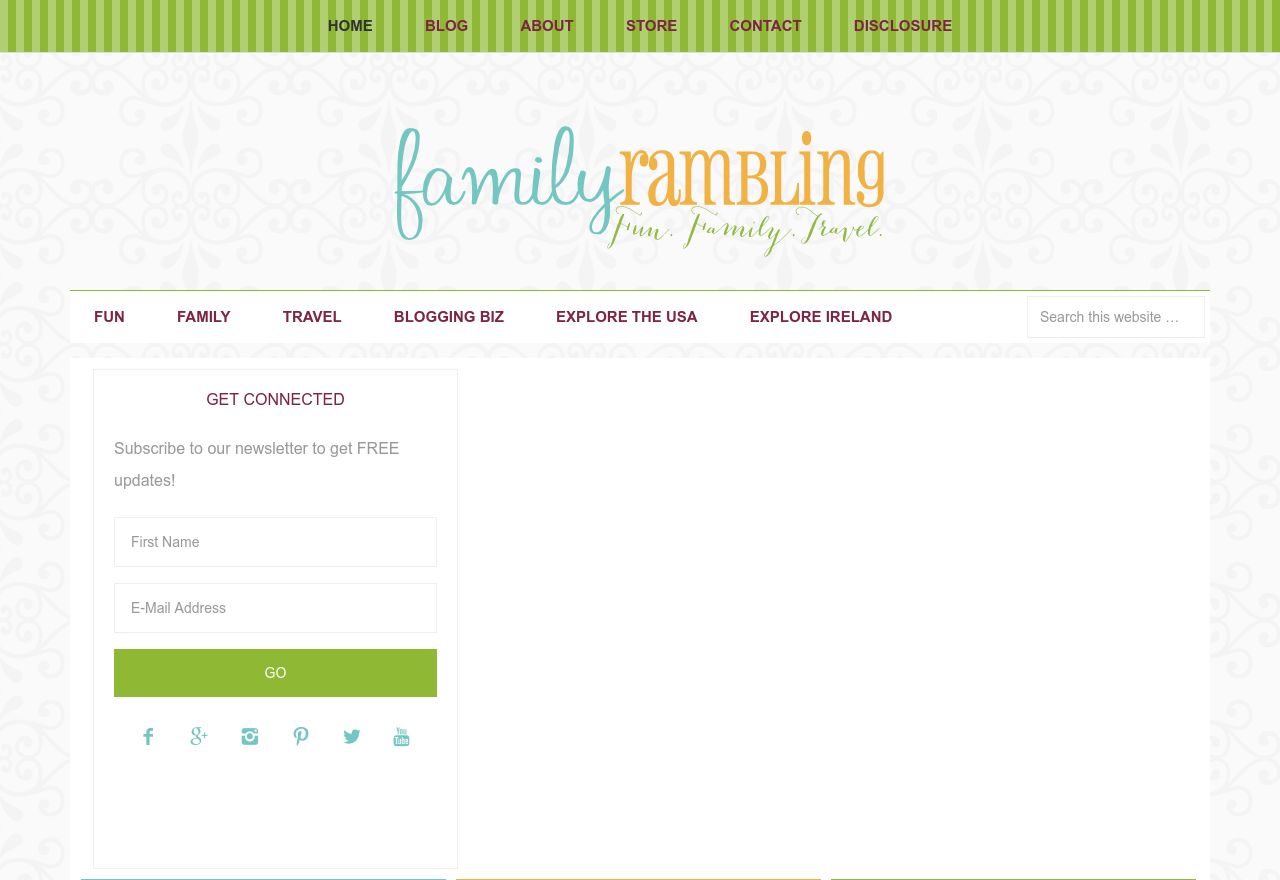 HOME BLOG ABOUT STORE CONTACT DISCLOSURE
familyrambling
Fun. Family. Travel.
FUN FAMILY TRAVEL BLOGGING BIZ EXPLORE THE USA EXPLORE IRELAND Search this website …
GET CONNECTED
Subscribe to our newsletter to get FREE
updates!
First Name
E-Mail Address
GO